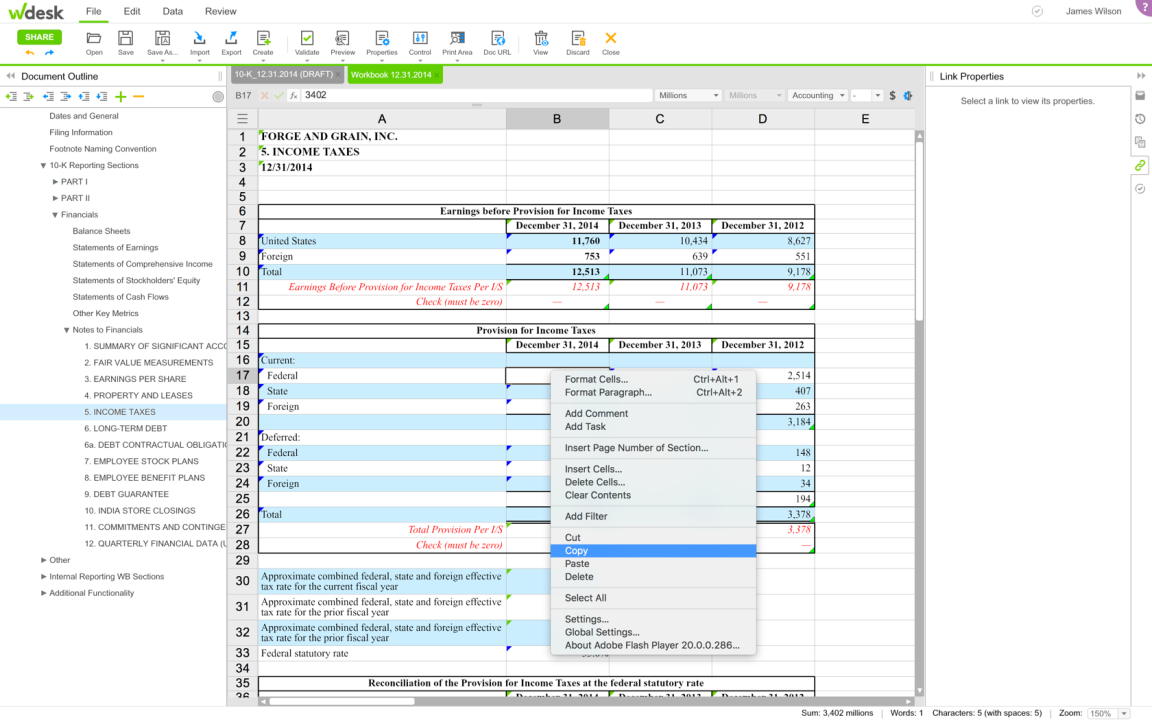 wdesk File Edit Data Review James Wilson ?
SHARE Open Save Save As... Import Export Create Validate Preview Properties Control Print Area Doc URL View Discard Close
Document Outline 10-K_12.31.2014 (DRAFT) × Workbook 12.31.2014 × Link Properties
B17 fx 3402 Millions Millions Accounting - $
Select a link to view its properties.
Dates and General
Filing Information
Footnote Naming Convention
10-K Reporting Sections
PART I
PART II
Financials
Balance Sheets
Statements of Earnings
Statements of Comprehensive Income
Statements of Stockholders' Equity
Statements of Cash Flows
Other Key Metrics
Notes to Financials
1. SUMMARY OF SIGNIFICANT ACCO
2. FAIR VALUE MEASUREMENTS
3. EARNINGS PER SHARE
4. PROPERTY AND LEASES
5. INCOME TAXES
6. LONG-TERM DEBT
6a. DEBT CONTRACTUAL OBLIGATI
7. EMPLOYEE STOCK PLANS
8. EMPLOYEE BENEFIT PLANS
9. DEBT GUARANTEE
10. INDIA STORE CLOSINGS
11. COMMITMENTS AND CONTINGE
12. QUARTERLY FINANCIAL DATA (U
Other
Internal Reporting WB Sections
Additional Functionality
A B C D E
1 FORGE AND GRAIN, INC.
2 5. INCOME TAXES
3 12/31/2014
4
5
6 Earnings before Provision for Income Taxes
7 December 31, 2014 December 31, 2013 December 31, 2012
8 United States 11,760 10,434 8,627
9 Foreign 753 639 551
10 Total 12,513 11,073 9,178
11 Earnings Before Provision for Income Taxes Per I/S 12,513 11,073 9,178
12 Check (must be zero) — — —
13
14 Provision for Income Taxes
15 December 31, 2014 December 31, 2013 December 31, 2012
16 Current:
17 Federal 2,514
18 State 407
19 Foreign 263
20 3,184
21 Deferred:
22 Federal 148
23 State 12
24 Foreign 34
25 194
26 Total 3,378
27 Total Provision Per I/S 3,378
28 Check (must be zero) —
29
30 Approximate combined federal, state and foreign effective
tax rate for the current fiscal year
31 Approximate combined federal, state and foreign effective
tax rate for the prior fiscal year
32 Approximate combined federal, state and foreign effective
tax rate for the prior fiscal year
33 Federal statutory rate
34
35 Reconciliation of the Provision for Income Taxes at the federal statutory rate
36 December 31, 2014 December 31, 2013 December 31, 2012
Format Cells... Ctrl+Alt+1
Format Paragraph... Ctrl+Alt+2
Add Comment
Add Task
Insert Page Number of Section...
Insert Cells...
Delete Cells...
Clear Contents
Add Filter
Cut
Copy
Paste
Delete
Select All
Settings...
Global Settings...
About Adobe Flash Player 20.0.0.286...
Sum: 3,402 millions Words: 1 Characters: 5 (with spaces: 5) Zoom: 150%